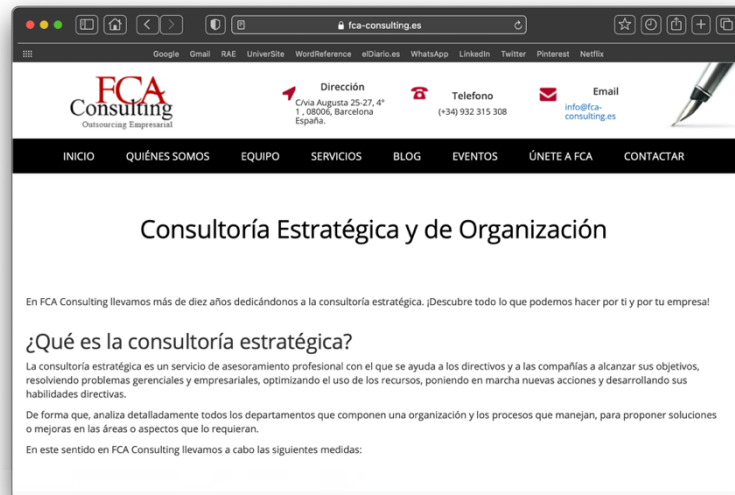 fca-consulting.es
Google Gmail RAE UniverSite WordReference elDiario.es WhatsApp LinkedIn Twitter Pinterest Netflix
FCA
Consulting
Outsourcing Empresarial
Dirección
C/via Augusta 25-27, 4º
1 , 08006, Barcelona
España.
Telefono
(+34) 932 315 308
Email
info@fca-
consulting.es
INICIO QUIÉNES SOMOS EQUIPO SERVICIOS BLOG EVENTOS ÚNETE A FCA CONTACTAR
Consultoría Estratégica y de Organización
En FCA Consulting llevamos más de diez años dedicándonos a la consultoría estratégica. ¡Descubre todo lo que podemos hacer por ti y por tu empresa!
¿Qué es la consultoría estratégica?
La consultoría estratégica es un servicio de asesoramiento profesional con el que se ayuda a los directivos y a las compañías a alcanzar sus objetivos,
resolviendo problemas gerenciales y empresariales, optimizando el uso de los recursos, poniendo en marcha nuevas acciones y desarrollando sus
habilidades directivas.
De forma que, analiza detalladamente todos los departamentos que componen una organización y los procesos que manejan, para proponer soluciones
o mejoras en las áreas o aspectos que lo requieran.
En este sentido en FCA Consulting llevamos a cabo las siguientes medidas: